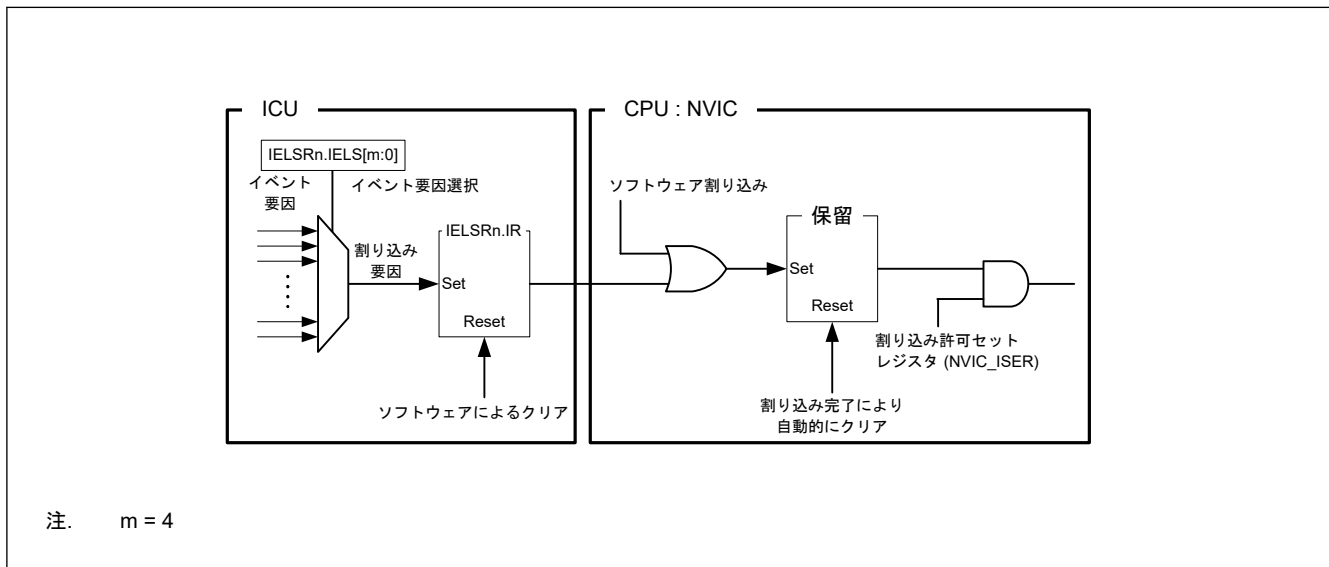 ICU
IELSRn.IELS[m:0]
イベント
要因
イベント要因選択
割り込み
要因
IELSRn.IR
Set
Reset
ソフトウェアによるクリア
CPU : NVIC
ソフトウェア割り込み
保留
Set
Reset
割り込み許可セット
レジスタ (NVIC_ISER)
割り込み完了により
自動的にクリア
注. m = 4